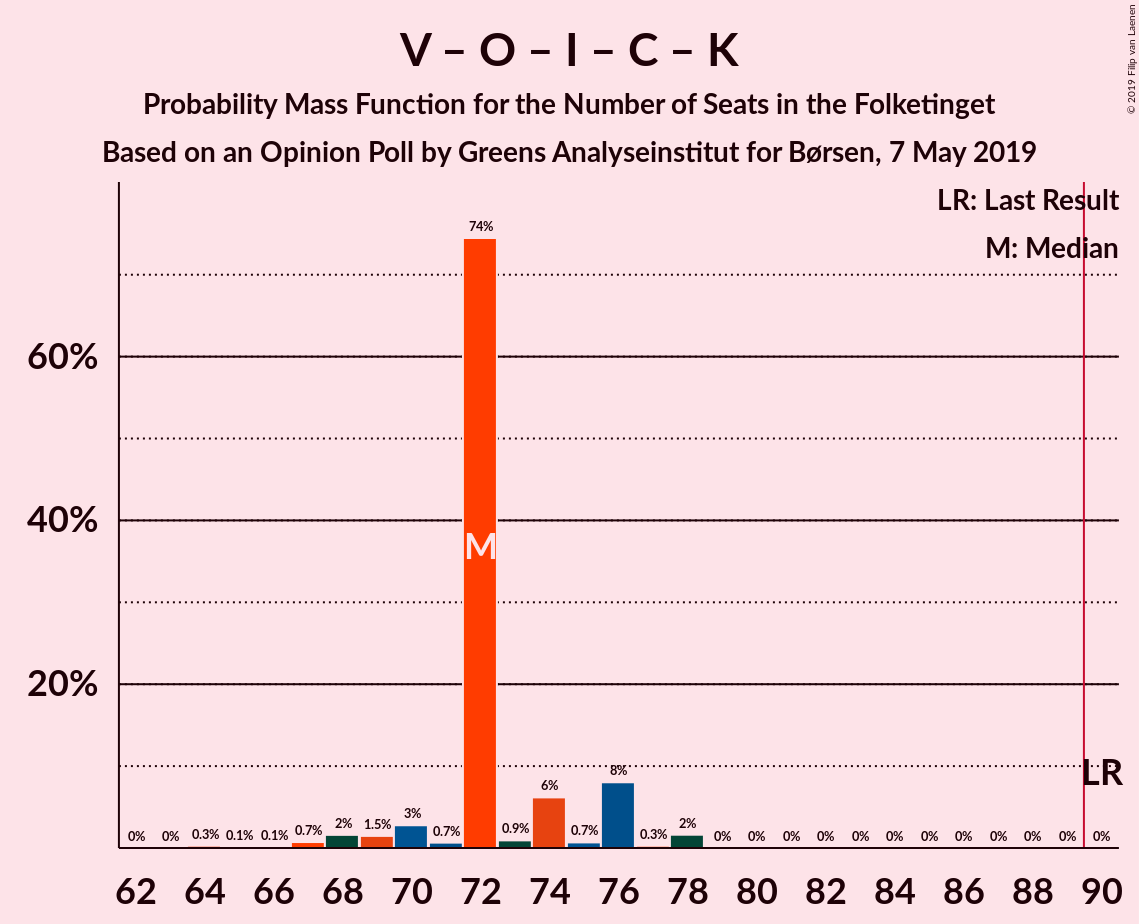 V – O – I – C – K
Probability Mass Function for the Number of Seats in the Folketinget
Based on an Opinion Poll by Greens Analyseinstitut for Børsen, 7 May 2019
© 2019 Filip van Laenen
LR: Last Result
M: Median
74%
60%
40%
M
20%
LR
0% 0% 0.3% 0.1% 0.1% 0.7% 2% 1.5% 3% 0.7% 0.9% 6% 0.7% 8% 0.3% 2% 0% 0% 0% 0% 0% 0% 0% 0% 0% 0% 0% 0%
62 64 66 68 70 72 74 76 78 80 82 84 86 88 90